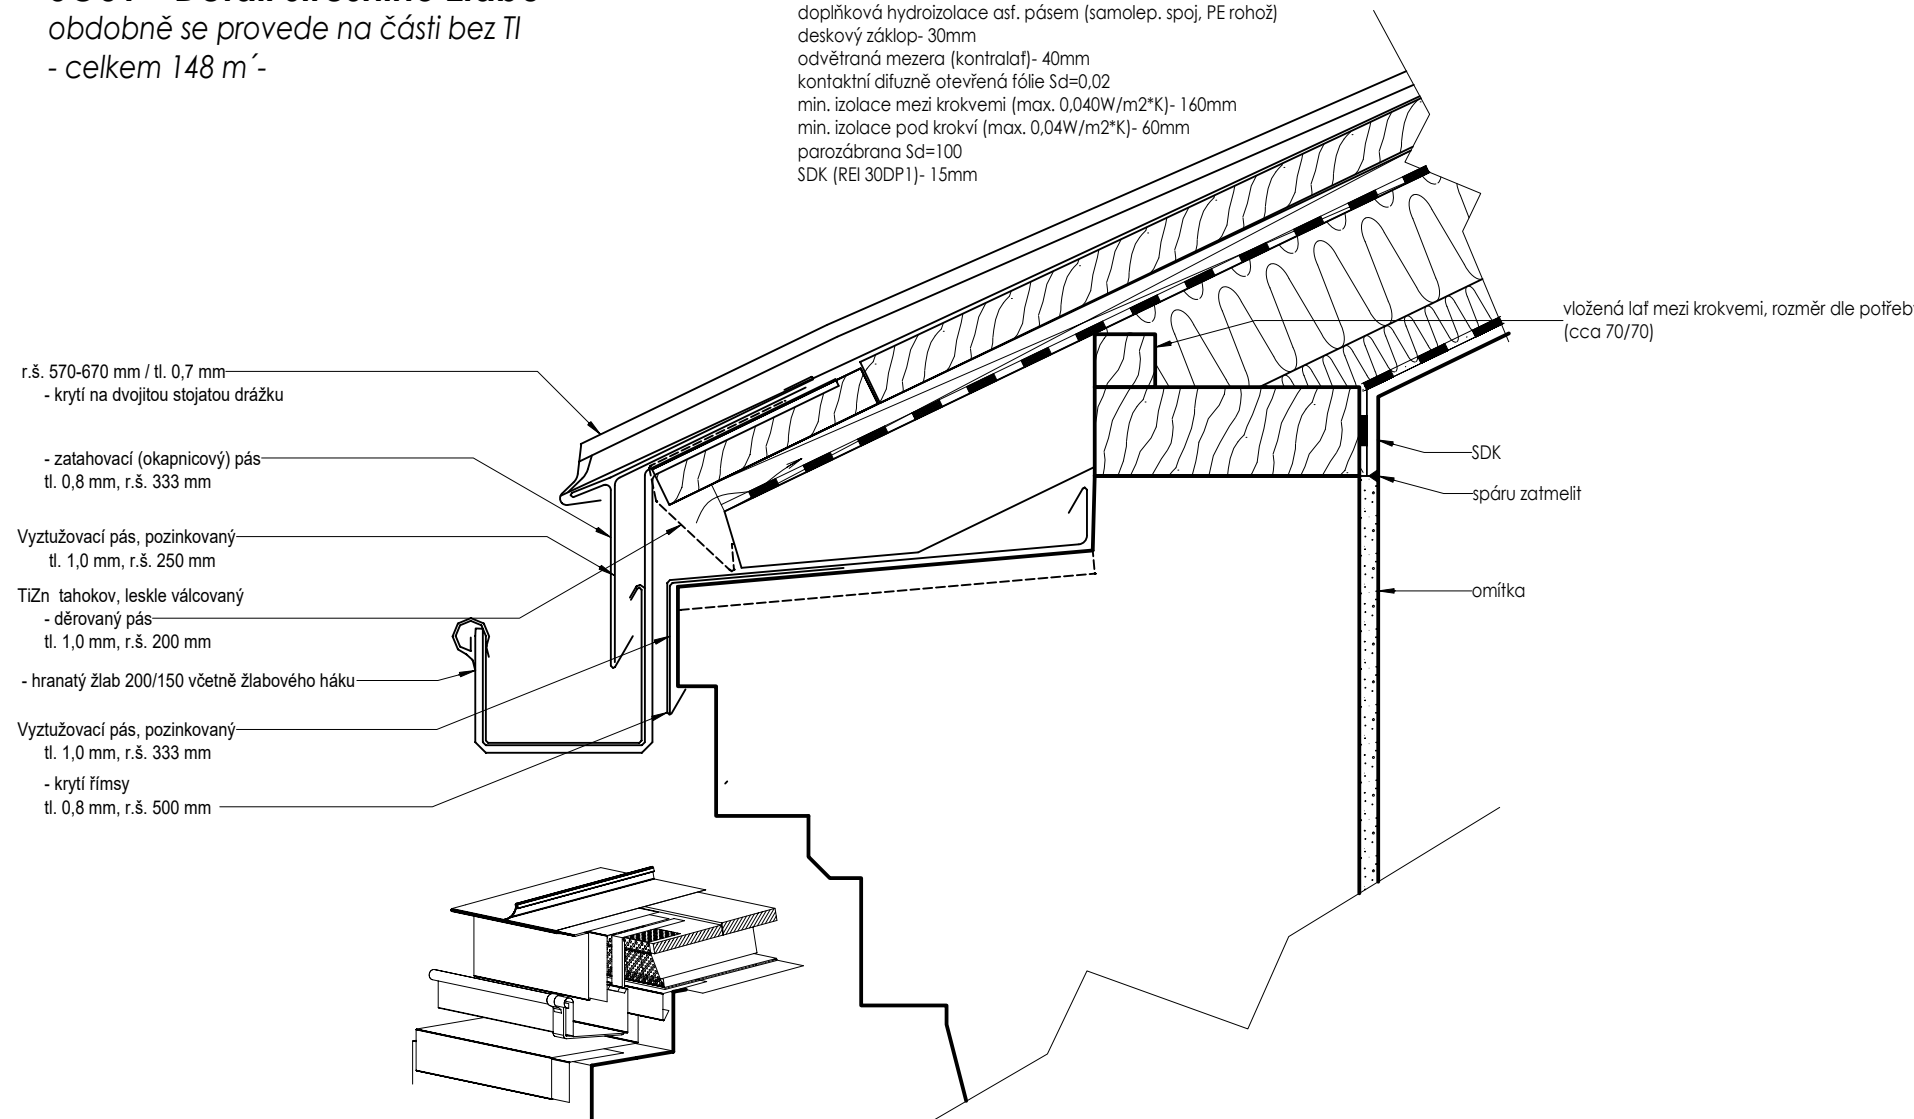 obdobně se provede na části bez TI
- celkem 148 m´-
doplňková hydroizolace asf. pásem (samolep. spoj, PE rohož)
deskový záklop- 30mm
odvětraná mezera (kontralať)- 40mm
kontaktní difuzně otevřená fólie Sd=0,02
min. izolace mezi krokvemi (max. 0,040W/m2*K)- 160mm
min. izolace pod krokví (max. 0,04W/m2*K)- 60mm
parozábrana Sd=100
SDK (REI 30DP1)- 15mm
vložená lať mezi krokvemi, rozměr dle potřeb
(cca 70/70)
r.š. 570-670 mm / tl. 0,7 mm
- krytí na dvojitou stojatou drážku
- zatahovací (okapnicový) pás
tl. 0,8 mm, r.š. 333 mm
Vyztužovací pás, pozinkovaný
tl. 1,0 mm, r.š. 250 mm
TiZn tahokov, leskle válcovaný
- děrovaný pás
tl. 1,0 mm, r.š. 200 mm
- hranatý žlab 200/150 včetně žlabového háku
Vyztužovací pás, pozinkovaný
tl. 1,0 mm, r.š. 333 mm
- krytí římsy
tl. 0,8 mm, r.š. 500 mm
SDK
spáru zatmelit
omítka